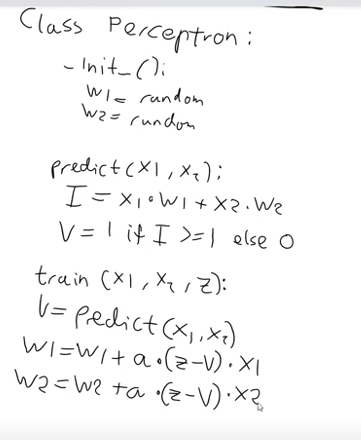 Class Perceptron:
-Init_():
W1= random
W2= random
predict(X1, X2):
I = X1•W1 + X2.W2
V = 1 if I >=1 else 0
train (X1, X2, Z):
V= predict(X1, X2)
W1=W1+a•(z-V).X1
W2=W2+a•(z-V).X2